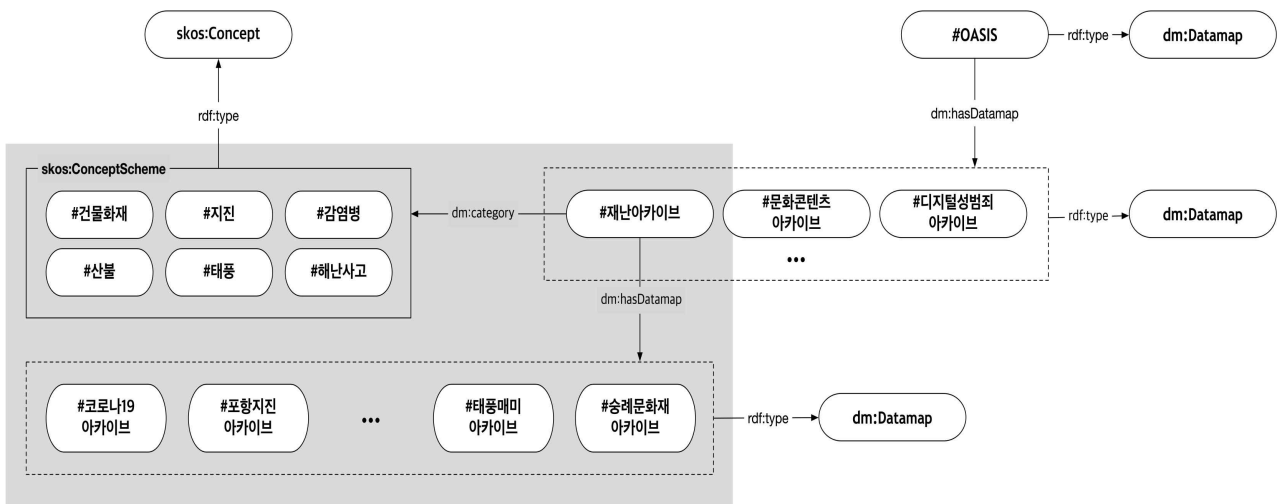 skos:Concept
#OASIS
rdf:type
dm:Datamap
rdf:type
dm:hasDatamap
skos:ConceptScheme
#건물화재
#지진
#감염병
#산불
#태풍
#해난사고
dm:category
#재난아카이브
#문화콘텐츠
아카이브
#디지털성범죄
아카이브
•••
rdf:type
dm:Datamap
dm:hasDatamap
#코로나19
아카이브
#포항지진
아카이브
•••
#태풍매미
아카이브
#숭례문화재
아카이브
rdf:type
dm:Datamap